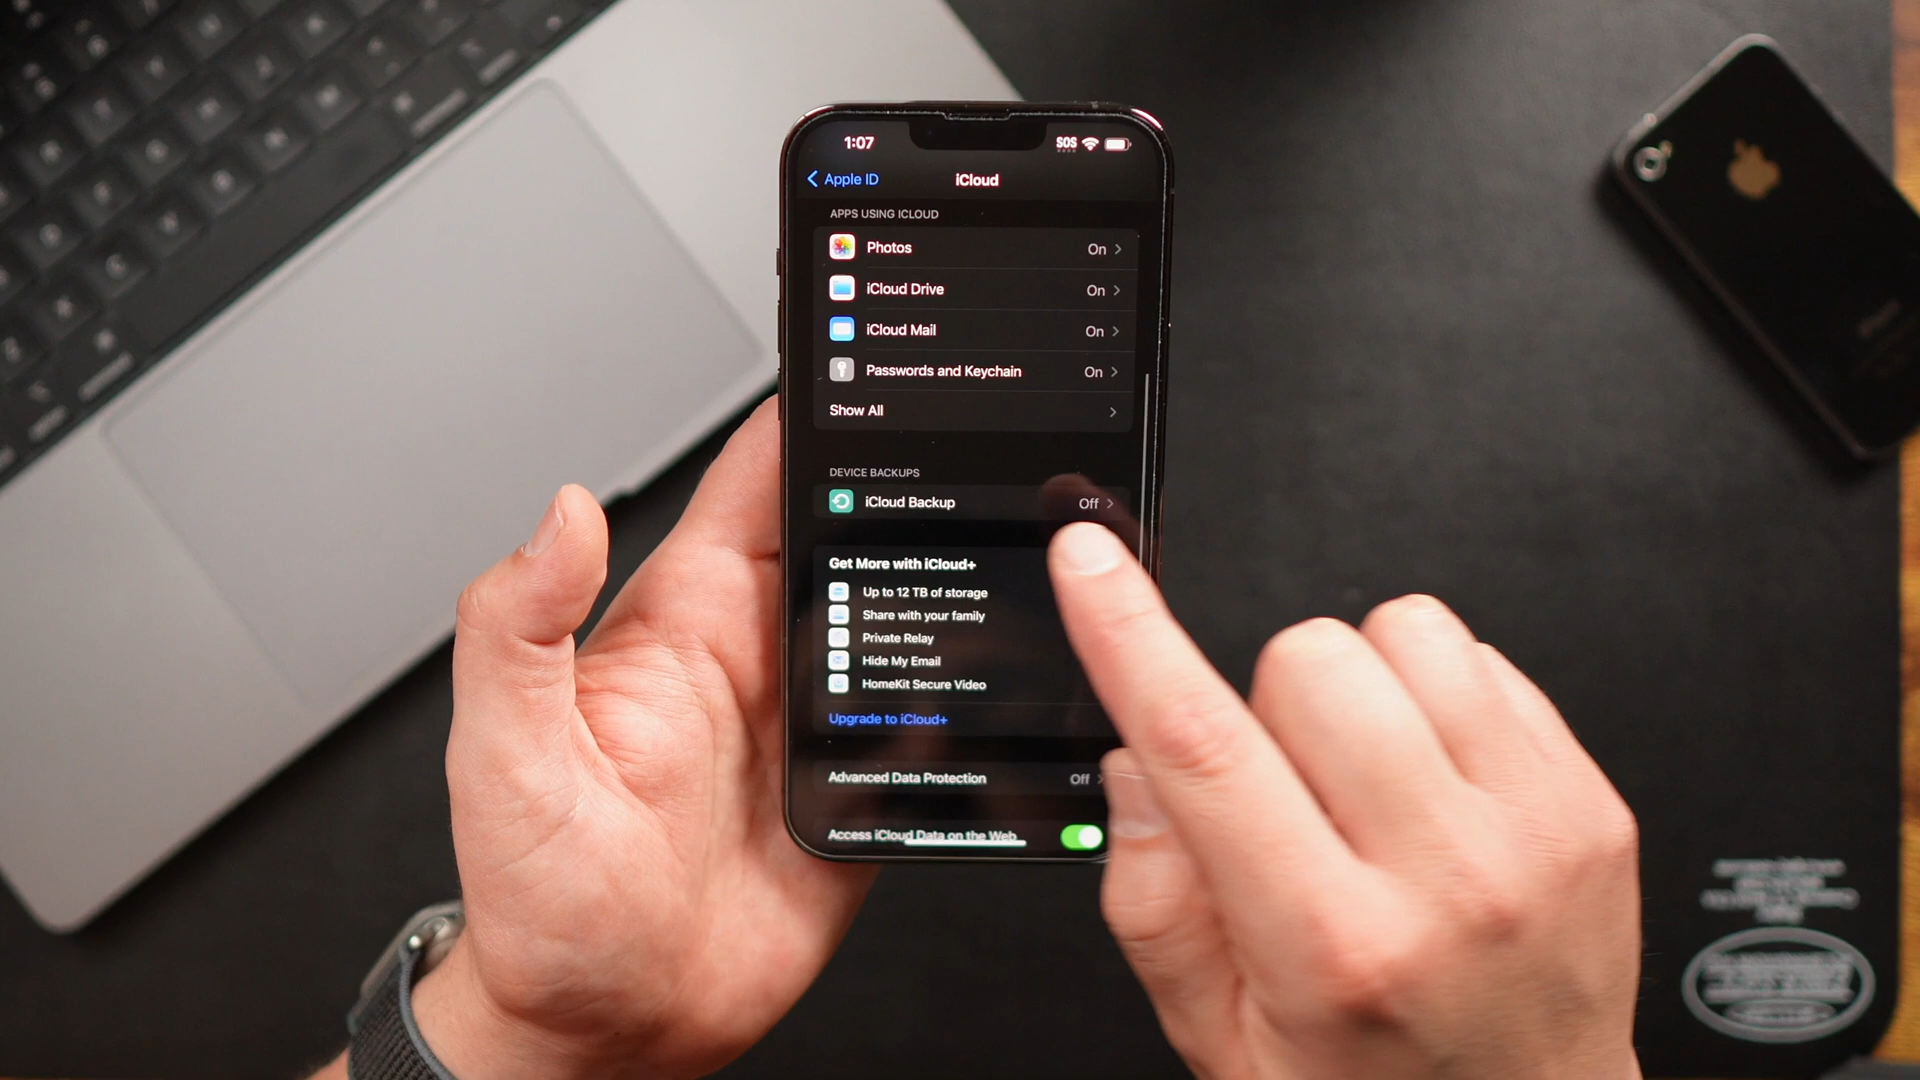 1:07
SOS
Apple ID
iCloud
APPS USING ICLOUD
Photos On
iCloud Drive On
iCloud Mail On
Passwords and Keychain On
Show All
DEVICE BACKUPS
iCloud Backup Off
Get More with iCloud+
Up to 12 TB of storage
Share with your family
Private Relay
Hide My Email
HomeKit Secure Video
Upgrade to iCloud+
Advanced Data Protection Off
Access iCloud Data on the Web